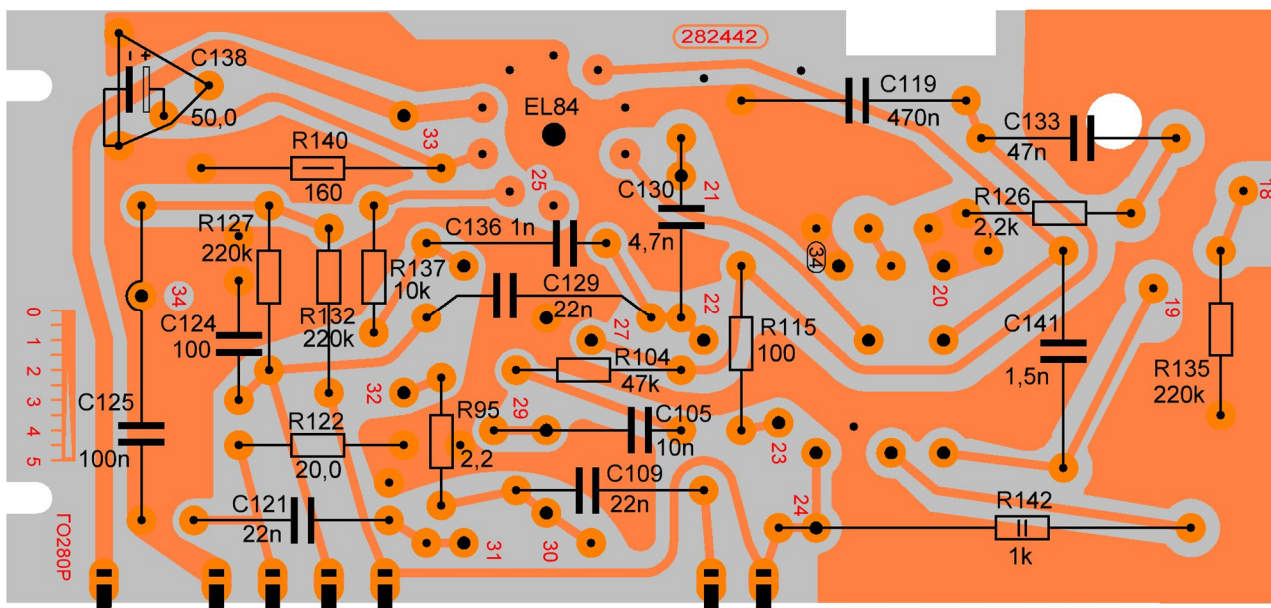 282442
- +
C138
50,0
EL84
C119
470n
C133
47n
33
R140
160
25
C130
4,7n
21
R126
2,2k
18
R127
220k
C136 1n
34
R137
10k
C129
22n
20
19
34
0
1
2
3
4
5
C124
100
R132
220k
22
27
R115
100
C141
1,5n
R135
220k
R104
47k
32
C125
100n
R122
20,0
R95
2,2
29
C105
10n
23
C109
22n
24
R142
1k
C121
22n
31
30
ГО280Р